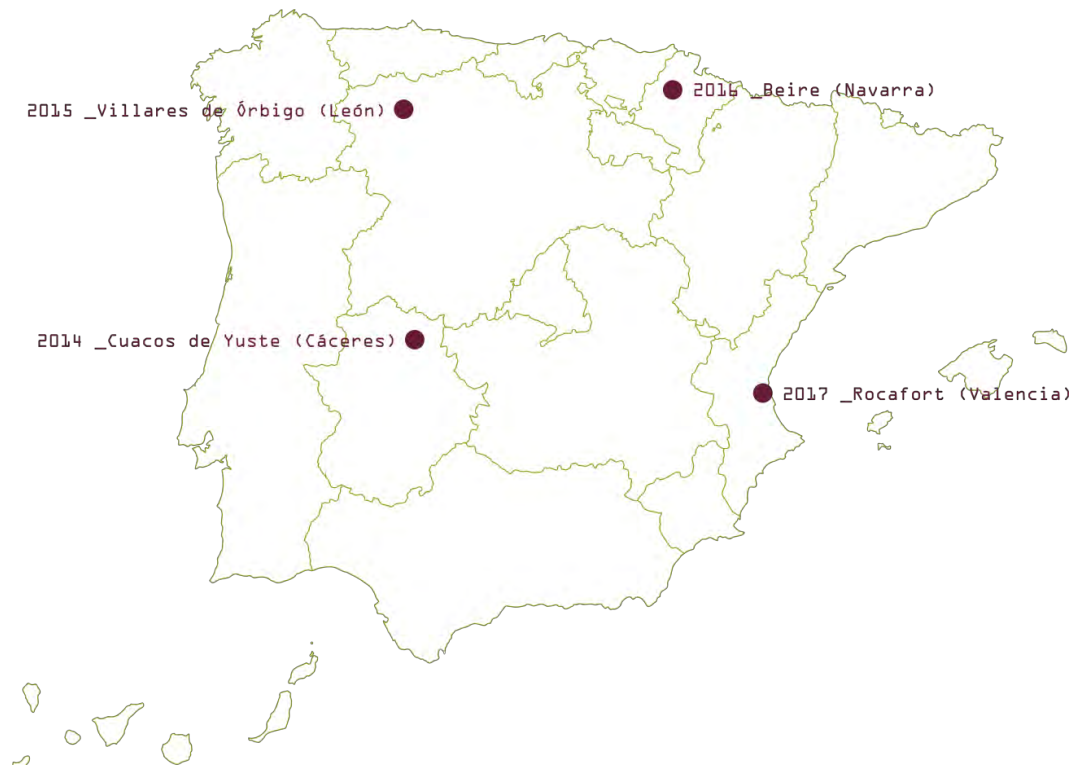 2016 _Beire (Navarra)
2015 _Villares de Órbigo (León)
2014 _Cuacos de Yuste (Cáceres)
2017 _Rocafort (Valencia)